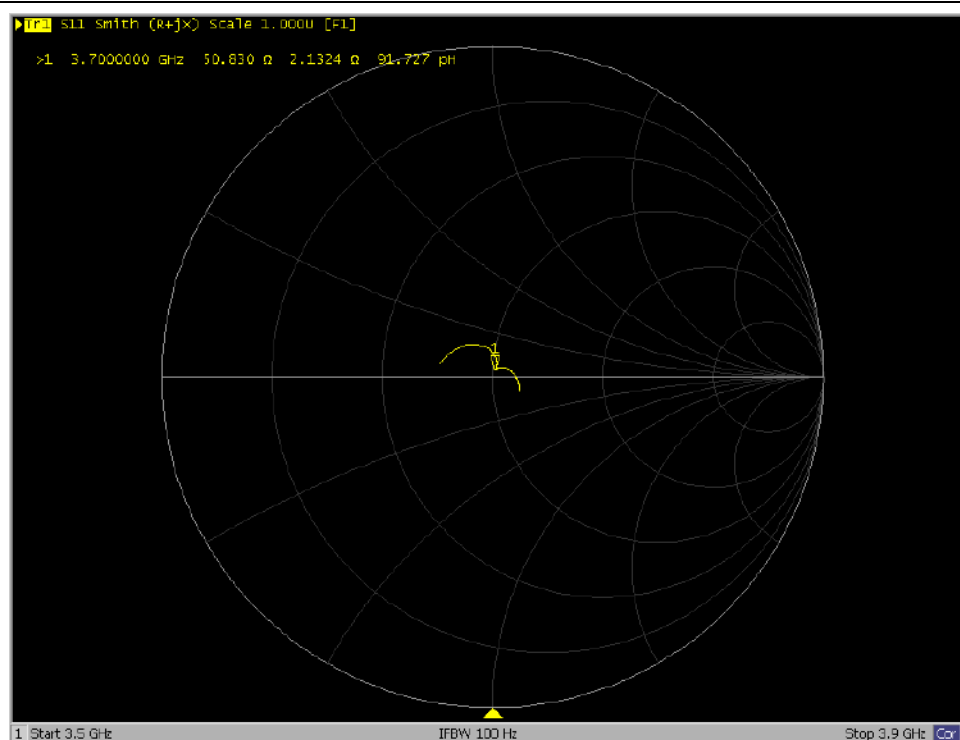 Tr1 S11 Smith (R+jX) Scale 1.000U [F1]
>1 3.7000000 GHz 50.830 Ω 2.1324 Ω 91.727 pH
1
1 Start 3.5 GHz IFBW 100 Hz Stop 3.9 GHz Cor